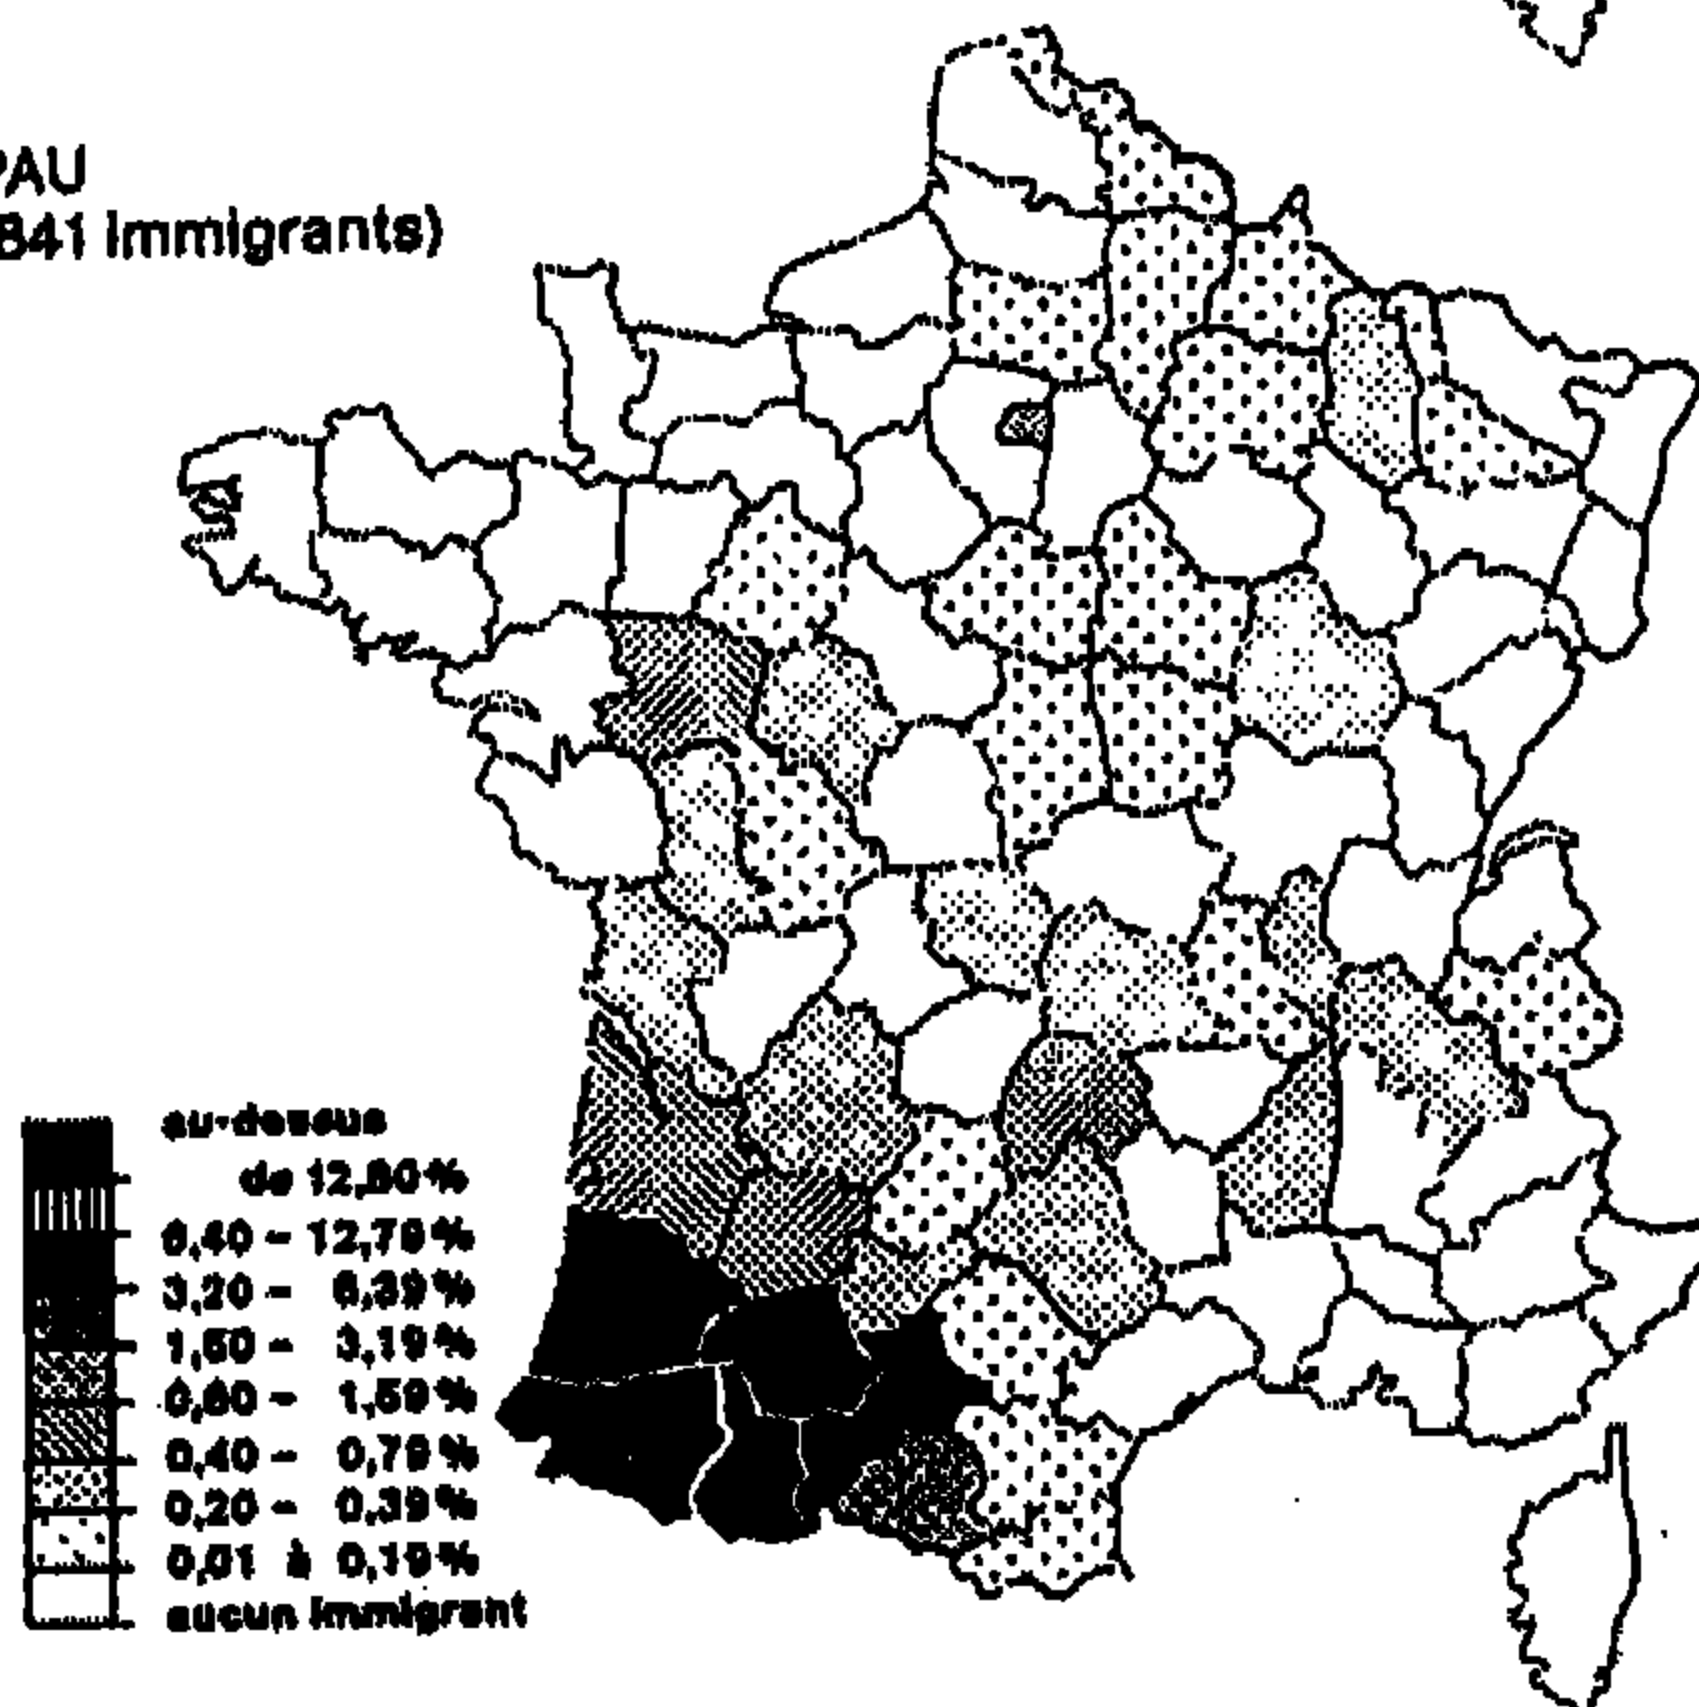 PAU
841 Immigrants)
au-dessus
de 12,80%
6,40 - 12,79%
3,20 - 6,39%
1,60 - 3,19%
0,80 - 1,59%
0,40 - 0,79%
0,20 - 0,39%
0,01 à 0,19%
aucun immigrant